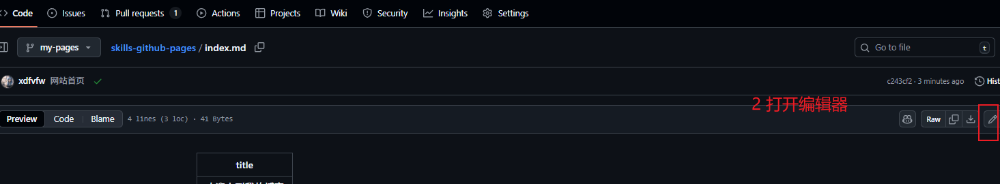 Code Issues Pull requests 1 Actions Projects Wiki Security Insights Settings
my-pages skills-github-pages / index.md Go to file t
xdfvfw 网站首页 c243cf2 · 3 minutes ago Hist
2 打开编辑器
Preview Code Blame 4 lines (3 loc) · 41 Bytes Raw
title